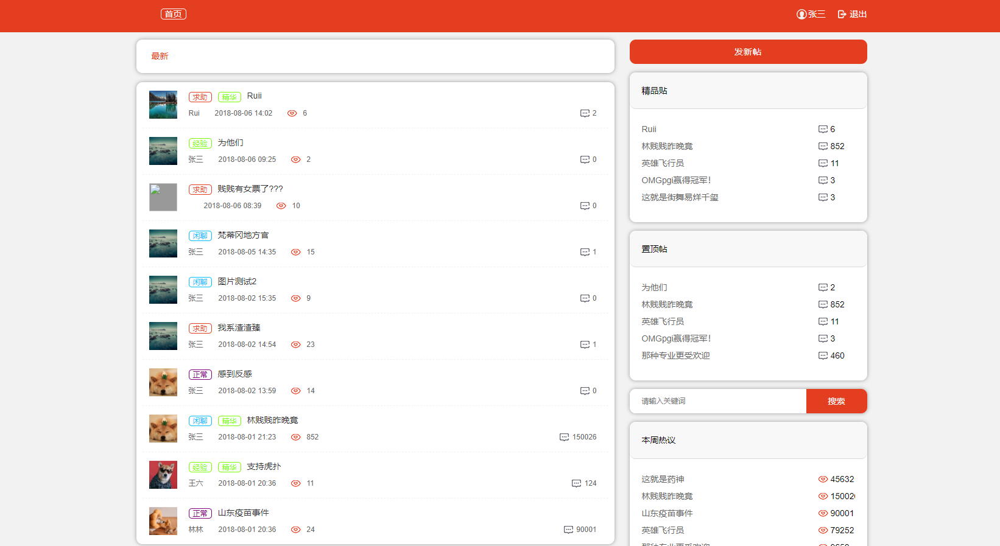 首页
张三 退出
最新
求助 精华 Ruii
Rui 2018-08-06 14:02 6 2
经验 为他们
张三 2018-08-06 09:25 2 0
求助 贱贱有女票了???
2018-08-06 08:39 10 0
闲聊 梵蒂冈地方官
张三 2018-08-05 14:35 15 1
闲聊 图片测试2
张三 2018-08-02 15:35 9 0
求助 我系渣渣臻
张三 2018-08-02 14:54 23 1
正常 感到反感
张三 2018-08-02 13:59 14 0
闲聊 精华 林贱贱昨晚竟
张三 2018-08-01 21:23 852 150026
经验 精华 支持虎扑
王六 2018-08-01 20:36 11 124
正常 山东疫苗事件
林林 2018-08-01 20:36 24 90001
发新帖
精品贴
Ruii 6
林贱贱昨晚竟 852
英雄飞行员 11
OMGpgi赢得冠军! 3
这就是街舞易烊千玺 3
置顶帖
为他们 2
林贱贱昨晚竟 852
英雄飞行员 11
OMGpgi赢得冠军! 3
那种专业更受欢迎 460
请输入关键词 搜索
本周热议
这就是药神 45632
林贱贱昨晚竟 15002
山东疫苗事件 90001
英雄飞行员 79252